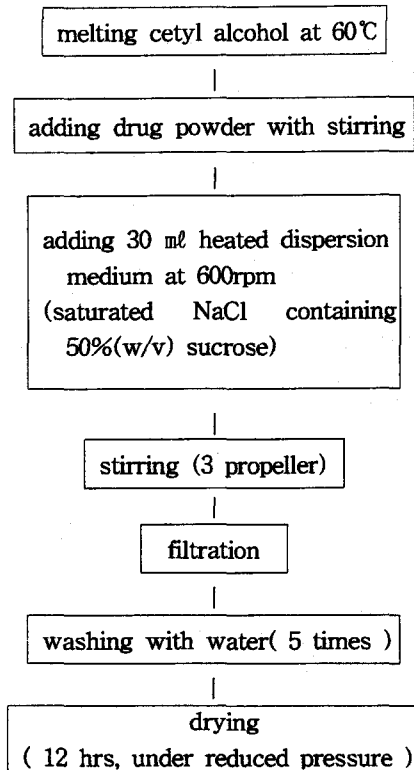 melting cetyl alcohol at 60℃
adding drug powder with stirring
adding 30 ㎖ heated dispersion
medium at 600rpm
(saturated NaCl containing
50%(w/v) sucrose)
stirring (3 propeller)
filtration
washing with water( 5 times )
drying
( 12 hrs, under reduced pressure )